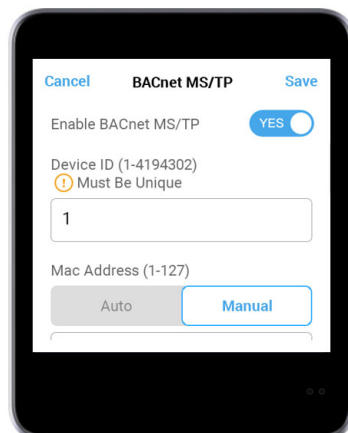 Cancel BACnet MS/TP Save
Enable BACnet MS/TP YES
Device ID (1-4194302)
! Must Be Unique
1
Mac Address (1-127)
Auto Manual